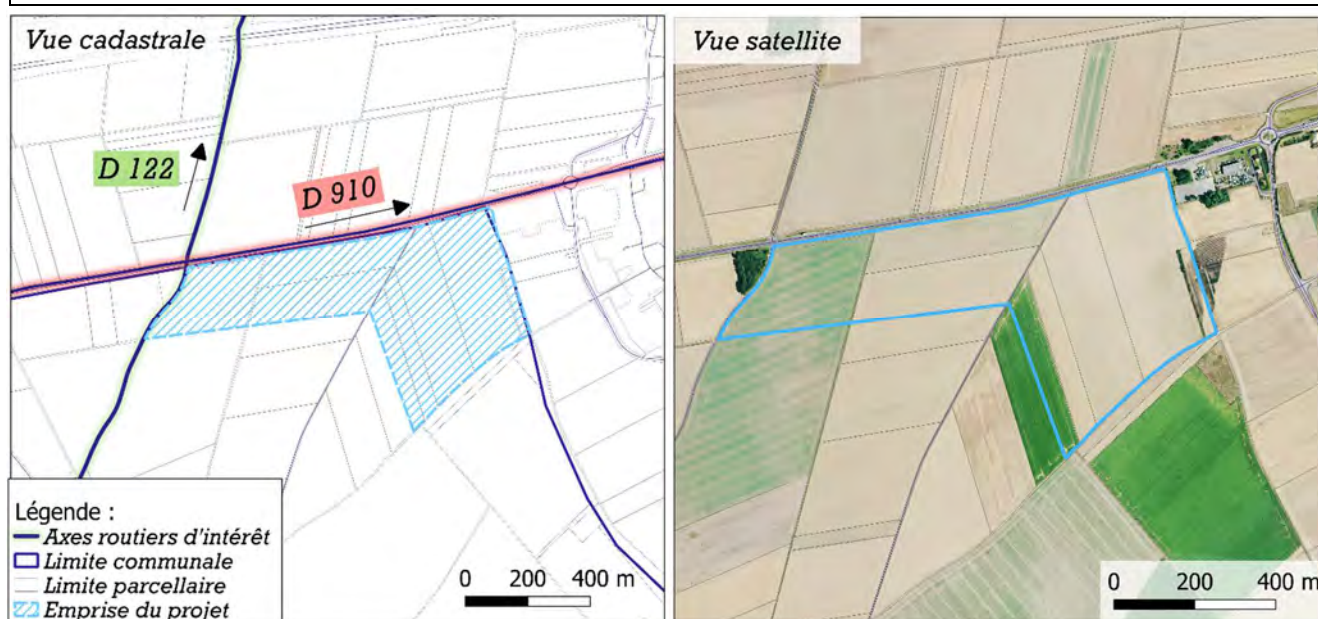 Vue cadastrale
D 122
D 910
Légende :
Axes routiers d'intérêt
Limite communale
Limite parcellaire
Emprise du projet
0 200 400 m
Vue satellite
0 200 400 m